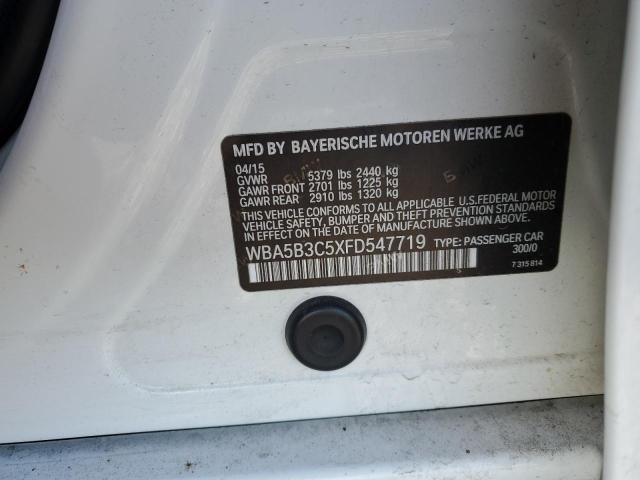 MFD BY BAYERISCHE MOTOREN WERKE AG
04/15
GVWR 5379 lbs 2440 kg
GAWR FRONT 2701 lbs 1225 kg
GAWR REAR 2910 lbs 1320 kg
THIS VEHICLE CONFORMS TO ALL APPLICABLE U.S.FEDERAL MOTOR
VEHICLE SAFETY, BUMPER AND THEFT PREVENTION STANDARDS
IN EFFECT ON THE DATE OF MANUFACTURE SHOWN ABOVE.
WBA5B3C5XFD547719 TYPE: PASSENGER CAR
300/0
7 315 814